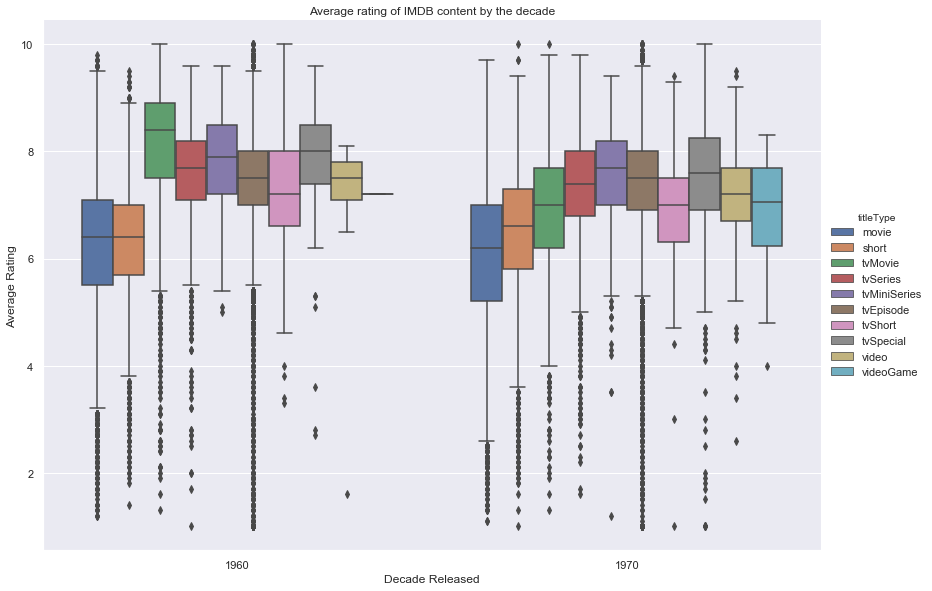 Average rating of IMDB content by the decade
Average Rating
10
8
6
4
2
1960
1970
Decade Released
titleType
movie
short
tvMovie
tvSeries
tvMiniSeries
tvEpisode
tvShort
tvSpecial
video
videoGame